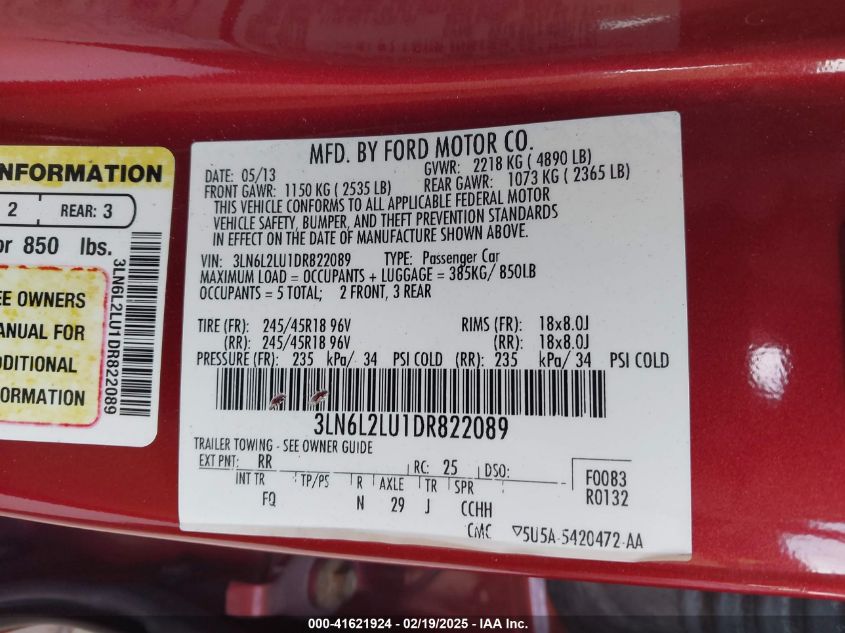 NFORMATION
2 REAR: 3
or 850 lbs.
EE OWNERS
MANUAL FOR
DDITIONAL
FORMATION
3LN6L2LU1DR822089
MFD. BY FORD MOTOR CO.
DATE: 05/13 GVWR: 2218 KG ( 4890 LB)
FRONT GAWR: 1150 KG ( 2535 LB) REAR GAWR: 1073 KG ( 2365 LB)
THIS VEHICLE CONFORMS TO ALL APPLICABLE FEDERAL MOTOR
VEHICLE SAFETY, BUMPER, AND THEFT PREVENTION STANDARDS
IN EFFECT ON THE DATE OF MANUFACTURE SHOWN ABOVE.
VIN: 3LN6L2LU1DR822089 TYPE: Passenger Car
MAXIMUM LOAD = OCCUPANTS + LUGGAGE = 385KG/ 850LB
OCCUPANTS = 5 TOTAL; 2 FRONT, 3 REAR
TIRE (FR): 245/45R18 96V RIMS (FR): 18x8.0J
(RR): 245/45R18 96V (RR): 18x8.0J
PRESSURE (FR): 235 kPa/ 34 PSI COLD (RR): 235 kPa/ 34 PSI COLD
3LN6L2LU1DR822089
TRAILER TOWING - SEE OWNER GUIDE
EXT PNT: RR RC: 25 DSO: F0083
INT TR TP/PS R AXLE TR SPR R0132
FQ N 29 J CCHH
CMC ▽5U5A-5420472-AA
000-41621924 | 02/19/2025 | IAA Inc.